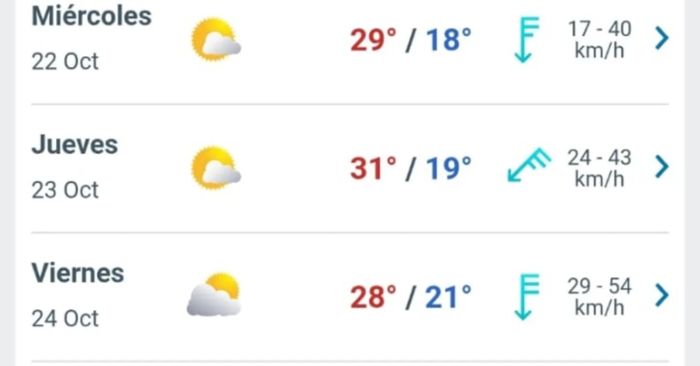 Miércoles
22 Oct
29° / 18°
17 - 40
km/h
Jueves
23 Oct
31° / 19°
24 - 43
km/h
Viernes
24 Oct
28° / 21°
29 - 54
km/h